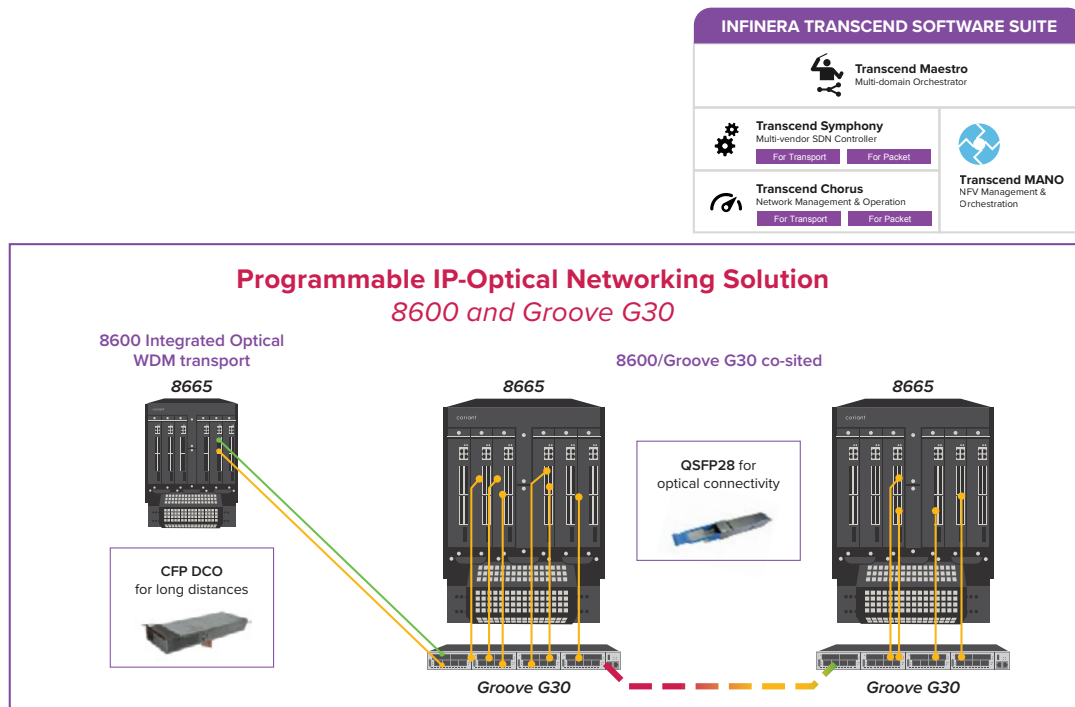 INFINERA TRANSCEND SOFTWARE SUITE
Transcend Maestro
Multi-domain Orchestrator
Transcend Symphony
Multi-vendor SDN Controller
For Transport
For Packet
Transcend Chorus
Network Management & Operation
For Transport
For Packet
Transcend MANO
NFV Management &
Orchestration
Programmable IP-Optical Networking Solution
8600 and Groove G30
8600 Integrated Optical
WDM transport
8600/Groove G30 co-sited
8665
8665
8665
coriant
coriant
QSFP28 for
optical connectivity
CFP DCO
for long distances
Groove G30
Groove G30